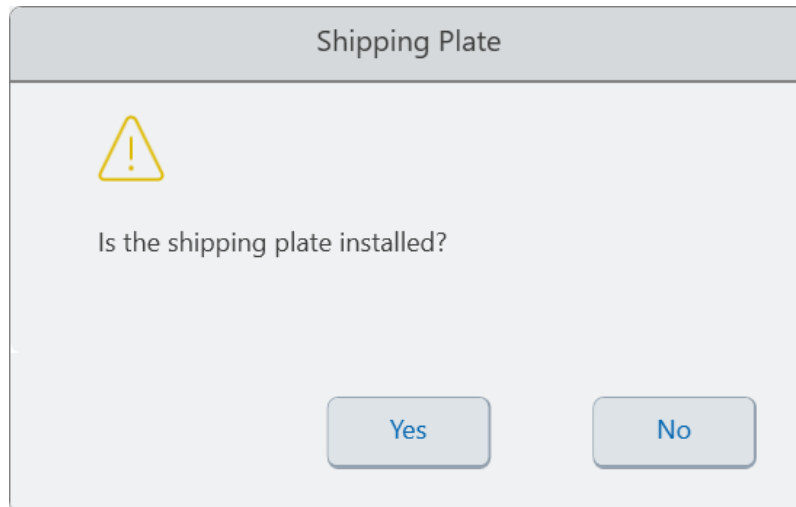 Shipping Plate
Is the shipping plate installed?
Yes
No